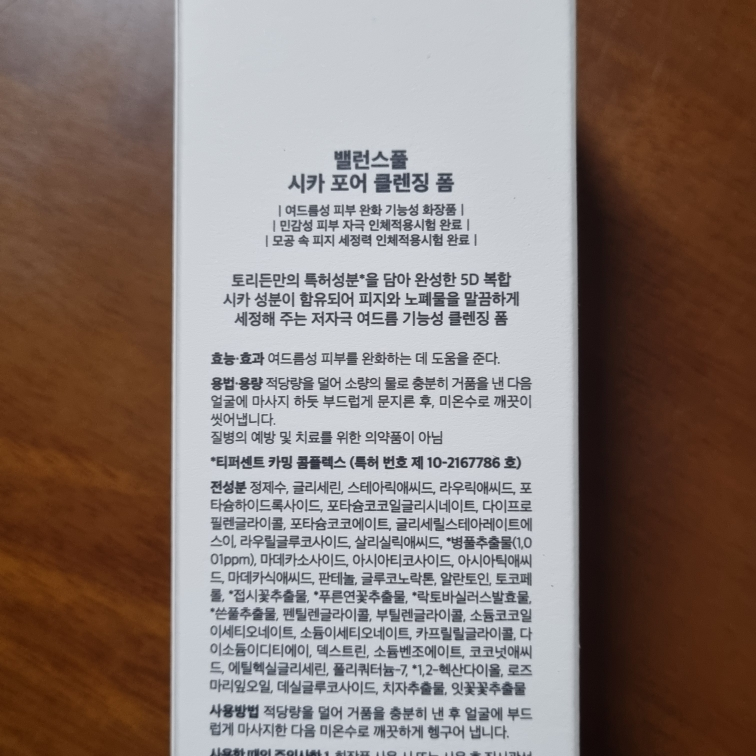 밸런스풀
시카 포어 클렌징 폼
| 여드름성 피부 완화 기능성 화장품 |
| 민감성 피부 자극 인체적용시험 완료 |
| 모공 속 피지 세정력 인체적용시험 완료 |
토리든만의 특허성분*을 담아 완성한 5D 복합
시카 성분이 함유되어 피지와 노폐물을 말끔하게
세정해 주는 저자극 여드름 기능성 클렌징 폼
효능·효과 여드름성 피부를 완화하는 데 도움을 준다.
용법·용량 적당량을 덜어 소량의 물로 충분히 거품을 낸 다음
얼굴에 마사지 하듯 부드럽게 문지른 후, 미온수로 깨끗이
씻어냅니다.
질병의 예방 및 치료를 위한 의약품이 아님
*티퍼센트 카밍 콤플렉스 (특허 번호 제 10-2167786 호)
전성분 정제수, 글리세린, 스테아릭애씨드, 라우릭애씨드, 포
타슘하이드록사이드, 포타슘코코일글리시네이트, 다이프로
필렌글라이콜, 포타슘코코에이트, 글리세릴스테아레이트에
스이, 라우릴글루코사이드, 살리실릭애씨드, *병풀추출물(1,0
01ppm), 마데카소사이드, 아시아티코사이드, 아시아틱애씨
드, 마데카식애씨드, 판테놀, 글루코노락톤, 알란토인, 토코페
롤, *접시꽃추출물, *푸른연꽃추출물, *락토바실러스발효물,
*쓴풀추출물, 펜틸렌글라이콜, 부틸렌글라이콜, 소듐코코일
이세티오네이트, 소듐이세티오네이트, 카프릴릴글라이콜, 다
이소듐이디티에이, 덱스트린, 소듐벤조에이트, 코코넛애씨
드, 에틸헥실글리세린, 폴리쿼터늄-7, *1,2-헥산다이올, 로즈
마리잎오일, 데실글루코사이드, 치자추출물, 잇꽃꽃추출물
사용방법 적당량을 덜어 거품을 충분히 낸 후 얼굴에 부드
럽게 마사지한 다음 미온수로 깨끗하게 헹구어 냅니다.
사용할 때의 주의사항 1. 화장품 사용 시 또는 사용 후 직사광선